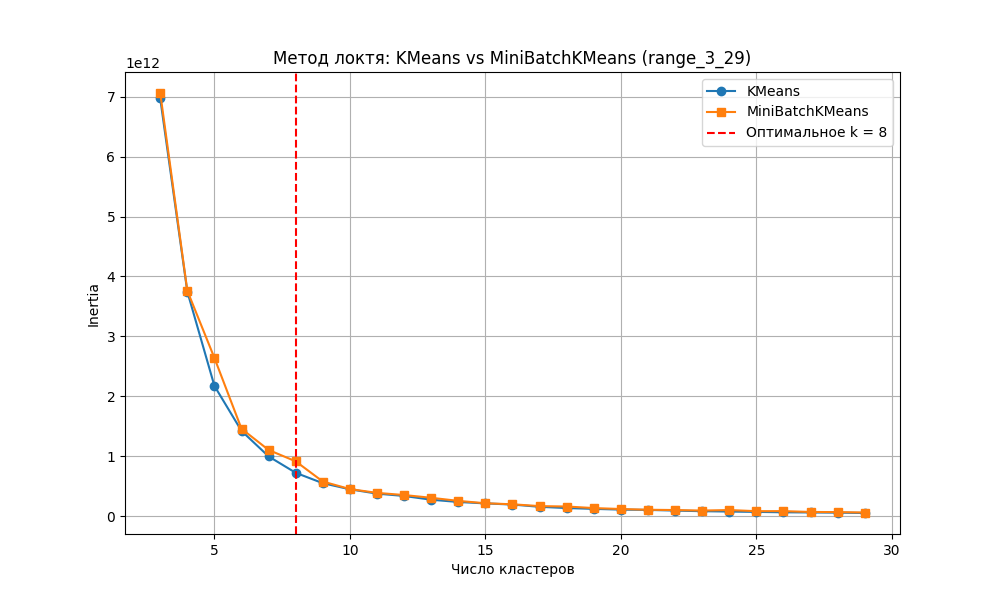 Метод локтя: KMeans vs MiniBatchKMeans (range_3_29)
1e12
7
6
5
4
3
2
1
0
Inertia
KMeans
MiniBatchKMeans
Оптимальное k = 8
5
10
15
20
25
30
Число кластеров